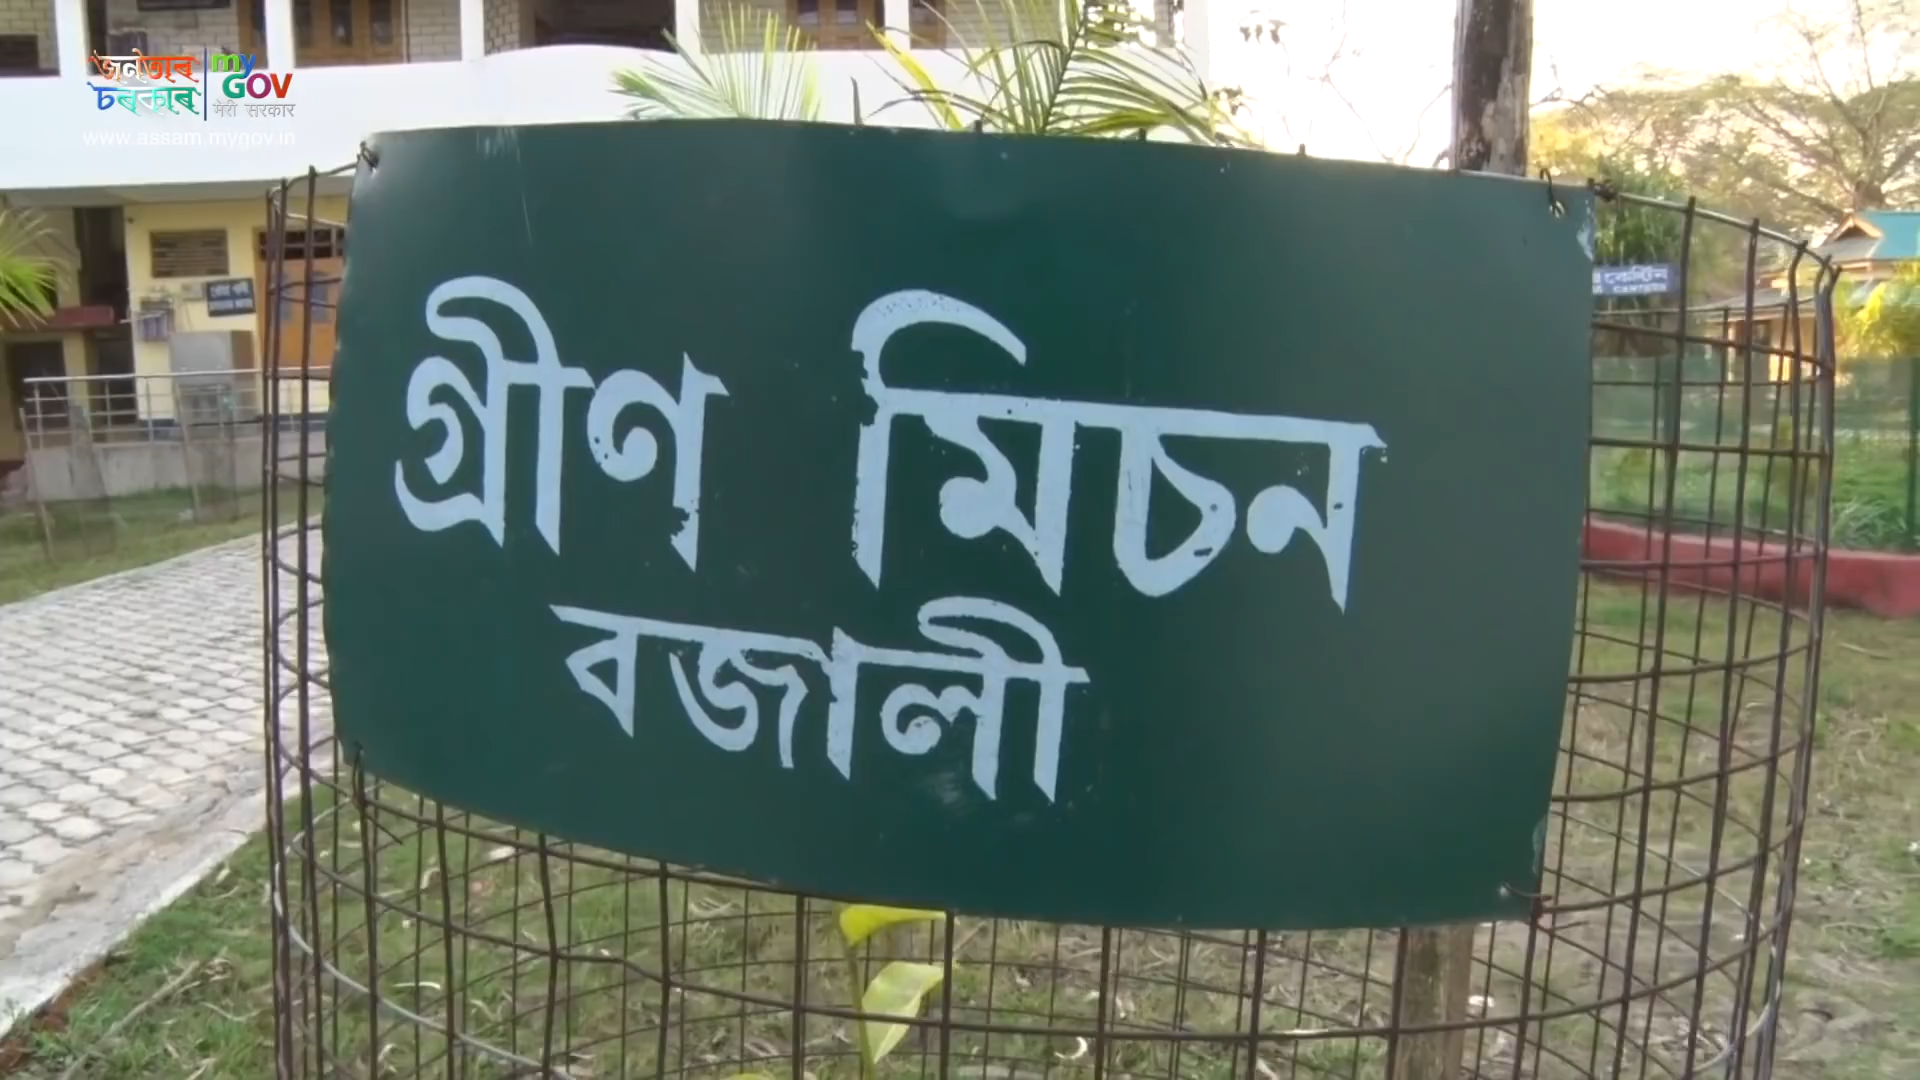 জনতাৰ চৰকাৰ
my GOV
मेरी सरकार
www.assam.mygov.in
গ্ৰীণ মিচন
বজালী